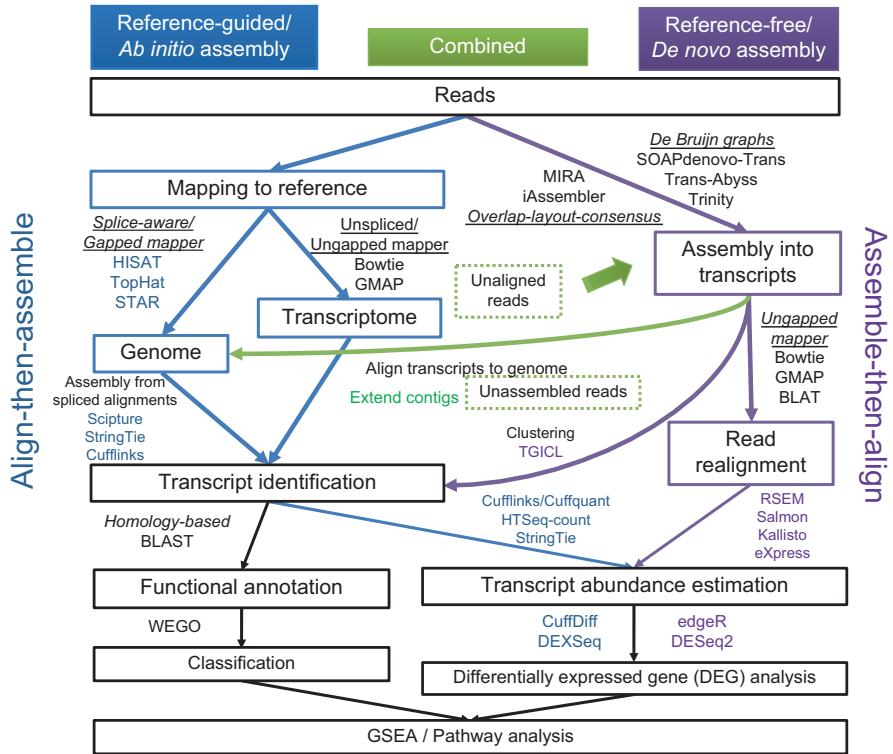 Reference-guided/
Ab initio assembly
Combined
Reference-free/
De novo assembly
Reads
Mapping to reference
De Bruijn graphs
SOAPdenovo-Trans
Trans-Abyss
Trinity
MIRA
iAssembler
Overlap-layout-consensus
Align-then-assemble
Splice-aware/
Gapped mapper
HISAT
TopHat
STAR
Unspliced/
Ungapped mapper
Bowtie
GMAP
Assembly into
transcripts
Assemble-then-align
Unaligned
reads
Transcriptome
Genome
Ungapped
mapper
Bowtie
GMAP
BLAT
Align transcripts to genome
Extend contigs
Unassembled reads
Assembly from
spliced alignments
Scipture
StringTie
Cufflinks
Clustering
TGICL
Read
realignment
Transcript identification
Homology-based
BLAST
Cufflinks/Cuffquant
HTSeq-count
StringTie
RSEM
Salmon
Kallisto
eXpress
Functional annotation
Transcript abundance estimation
WEGO
CuffDiff
DEXSeq
edgeR
DESeq2
Classification
Differentially expressed gene (DEG) analysis
GSEA / Pathway analysis